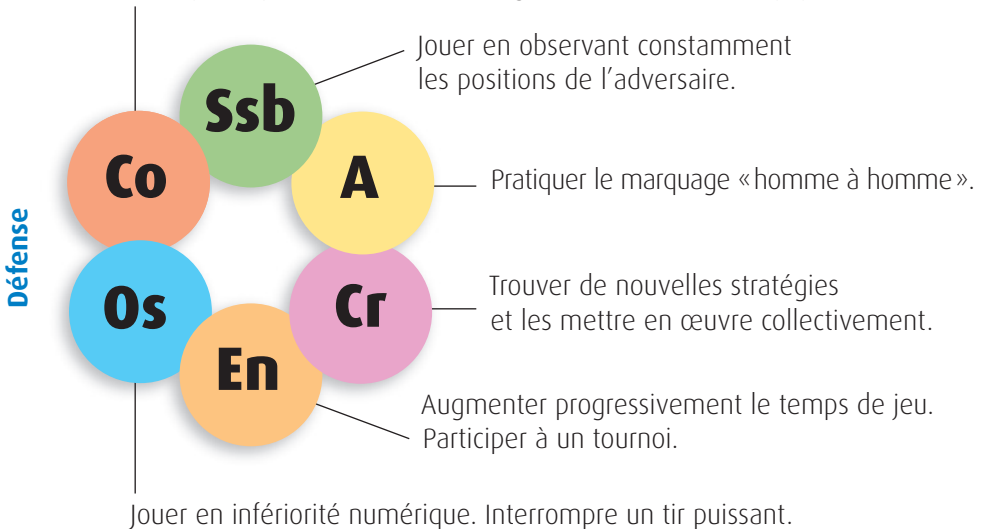 Jouer en observant constamment
les positions de l’adversaire.
Ssb
Co
A
Pratiquer le marquage «homme à homme».
Défense
Os
Cr
Trouver de nouvelles stratégies
et les mettre en œuvre collectivement.
En
Augmenter progressivement le temps de jeu.
Participer à un tournoi.
Jouer en infériorité numérique. Interrompre un tir puissant.